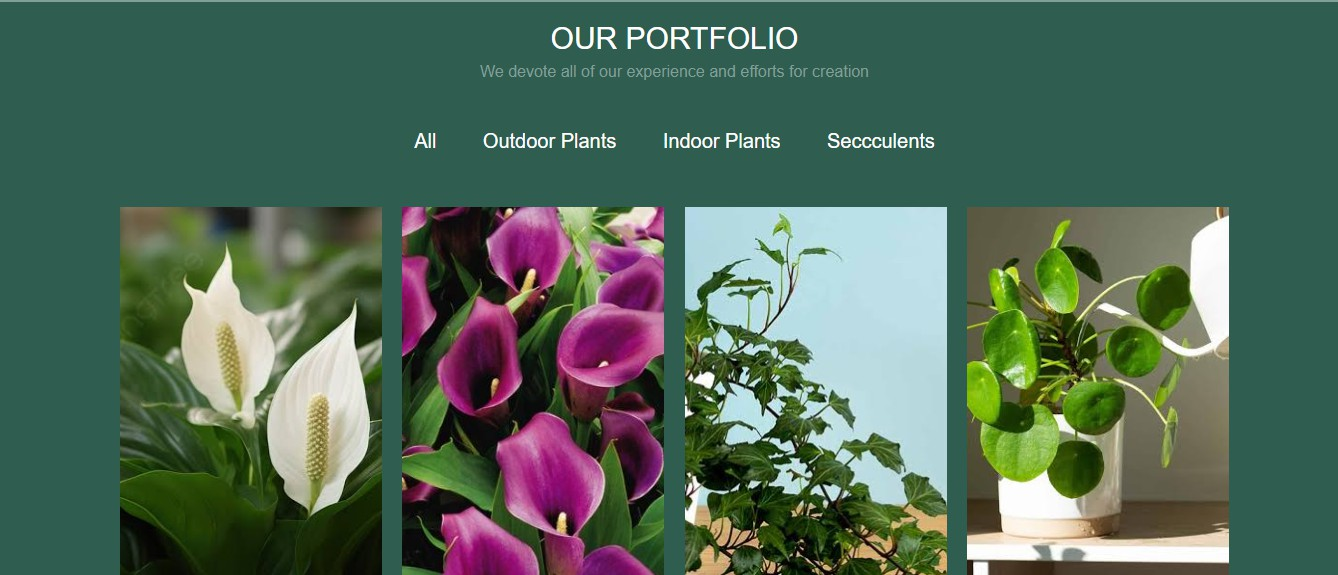 OUR PORTFOLIO
We devote all of our experience and efforts for creation
All Outdoor Plants Indoor Plants Seccculents